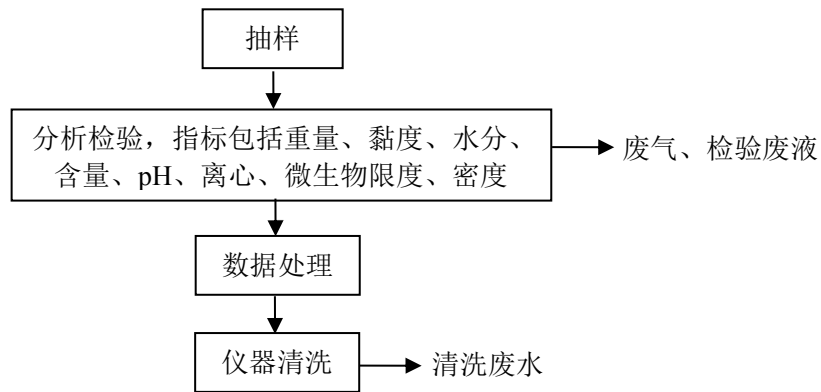 抽样
分析检验，指标包括重量、黏度、水分、
含量、pH、离心、微生物限度、密度
废气、检验废液
数据处理
仪器清洗
清洗废水